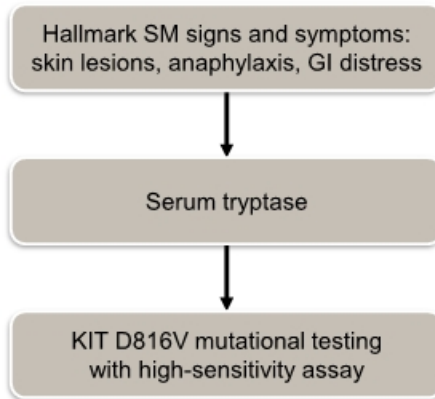 Hallmark SM signs and symptoms:
skin lesions, anaphylaxis, GI distress
Serum tryptase
KIT D816V mutational testing
with high-sensitivity assay